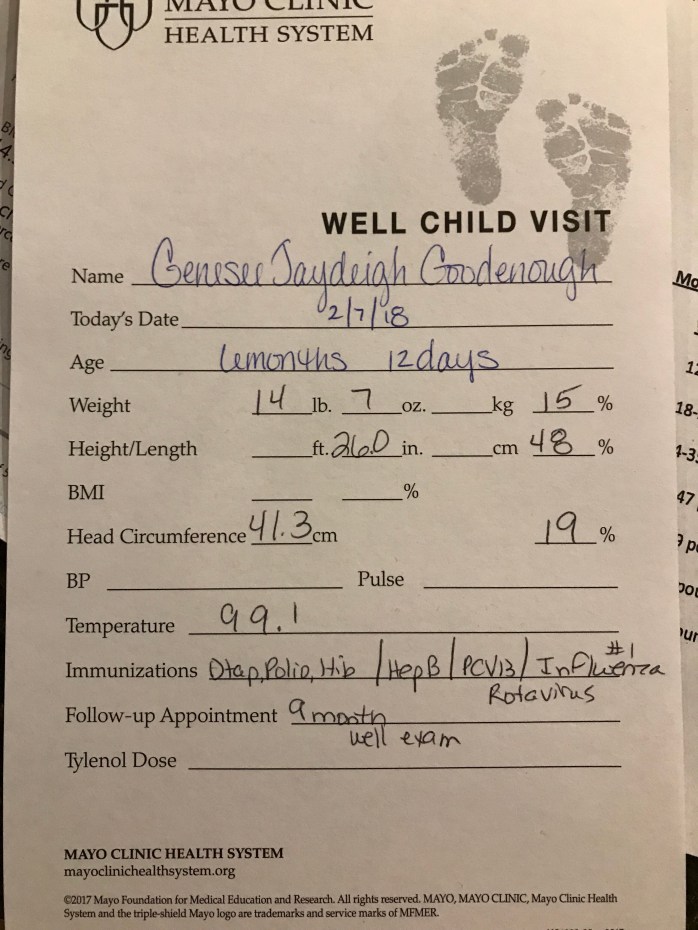 MAYO CLINIC
HEALTH SYSTEM
WELL CHILD VISIT
Name Genesee Jaydeigh Goodenough
Today's Date 2/7/18
Age 6 months 12 days
Weight 14 lb. 7 oz. kg 15 %
Height/Length ft. 26.0 in. cm 48 %
BMI %
Head Circumference 41.3 cm 19 %
BP Pulse
Temperature 99.1
#1
Immunizations Dtap, Polio, Hib / HepB / PCV13 / Influenza
Rotavirus
Follow-up Appointment 9 month
well exam
Tylenol Dose
MAYO CLINIC HEALTH SYSTEM
mayoclinichealthsystem.org
©2017 Mayo Foundation for Medical Education and Research. All rights reserved. MAYO, MAYO CLINIC, Mayo Clinic Health
System and the triple-shield Mayo logo are trademarks and service marks of MFMER.